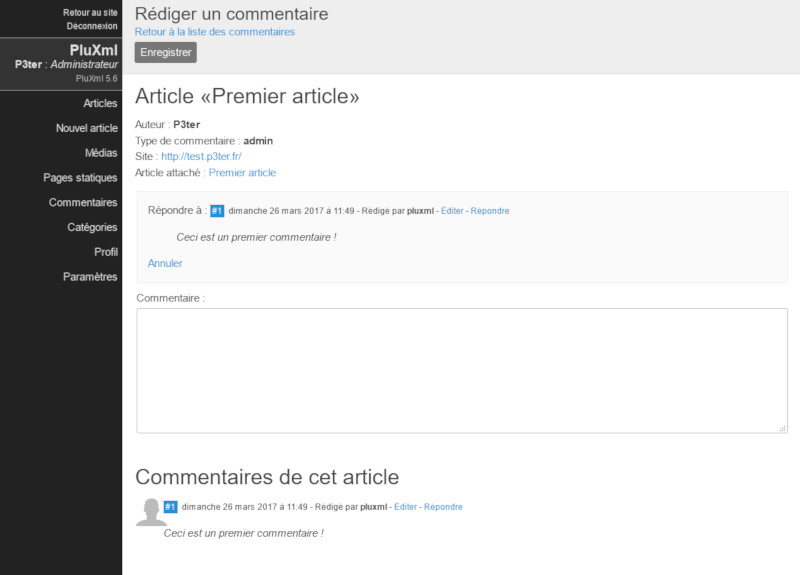 Retour au site
Déconnexion
PluXml
P3ter : Administrateur
PluXml 5.6
Articles
Nouvel article
Médias
Pages statiques
Commentaires
Catégories
Profil
Paramètres
Rédiger un commentaire
Retour à la liste des commentaires
Enregistrer
Article «Premier article»
Auteur : P3ter
Type de commentaire : admin
Site : http://test.p3ter.fr/
Article attaché : Premier article
Répondre à : #1 dimanche 26 mars 2017 à 11:49 - Rédigé par pluxml - Editer - Répondre
Ceci est un premier commentaire !
Annuler
Commentaire :
Commentaires de cet article
#1 dimanche 26 mars 2017 à 11:49 - Rédigé par pluxml - Editer - Répondre
Ceci est un premier commentaire !